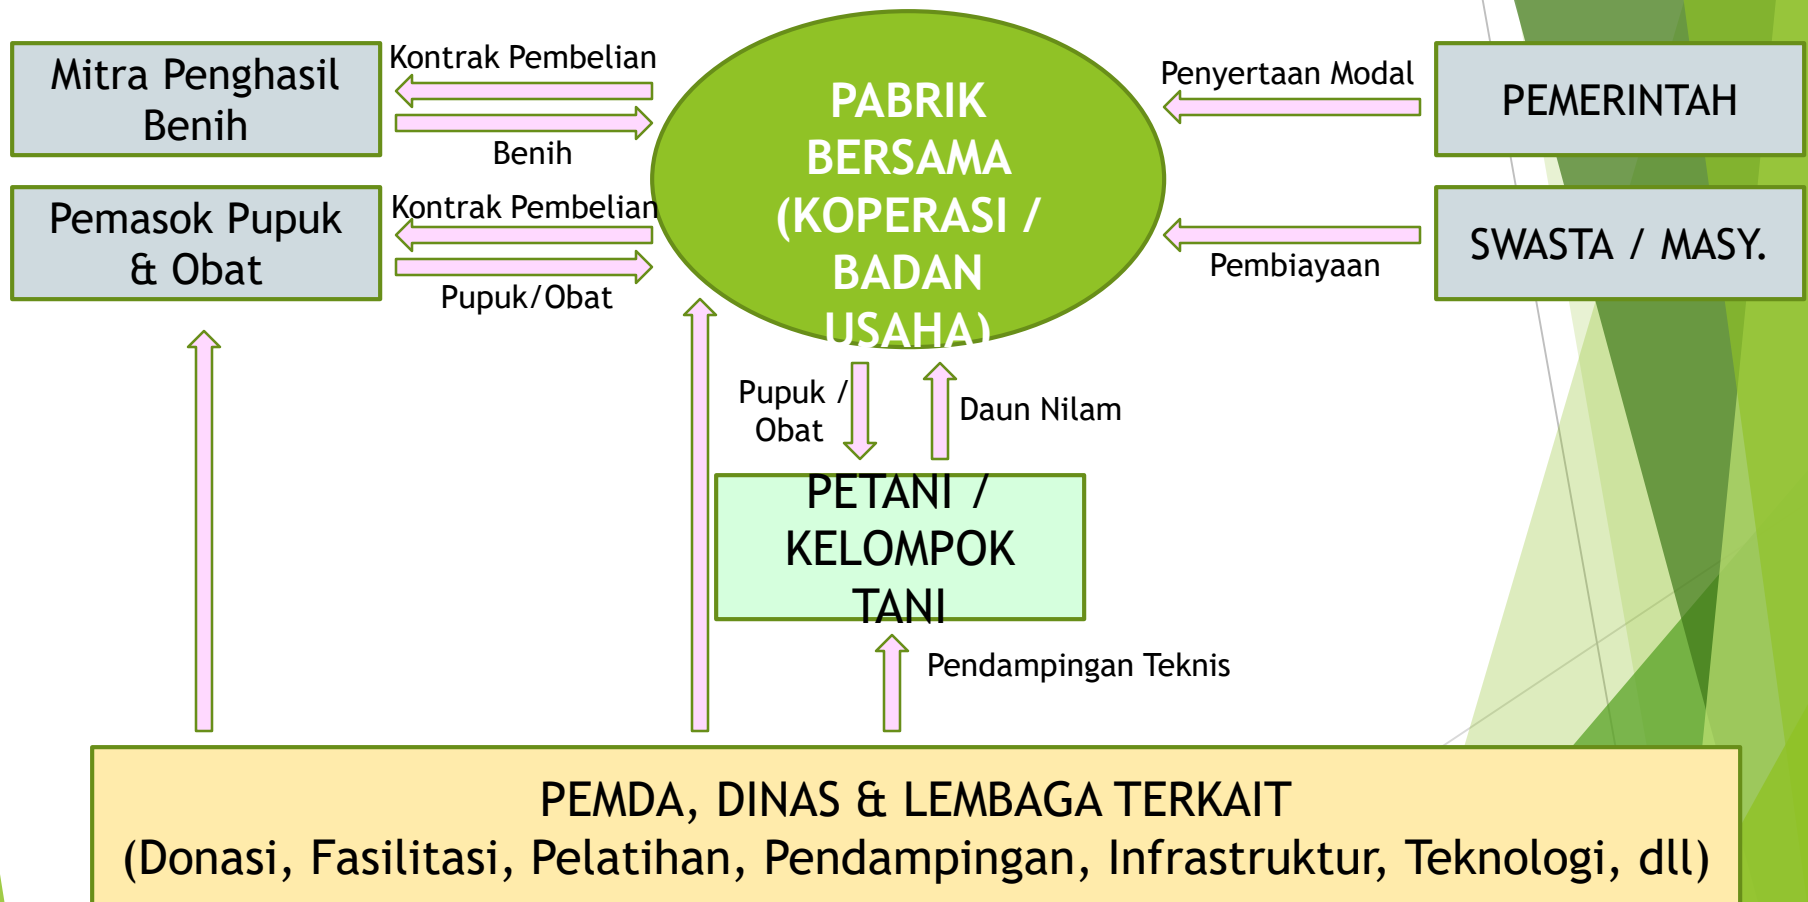 Mitra Penghasil
Benih
Kontrak Pembelian
Benih
Pemasok Pupuk
& Obat
Kontrak Pembelian
Pupuk/Obat
PABRIK
BERSAMA
(KOPERASI /
BADAN
USAHA)
Penyertaan Modal
PEMERINTAH
Pembiayaan
SWASTA / MASY.
Pupuk /
Obat
Daun Nilam
PETANI /
KELOMPOK
TANI
Pendampingan Teknis
PEMDA, DINAS & LEMBAGA TERKAIT
(Donasi, Fasilitasi, Pelatihan, Pendampingan, Infrastruktur, Teknologi, dll)